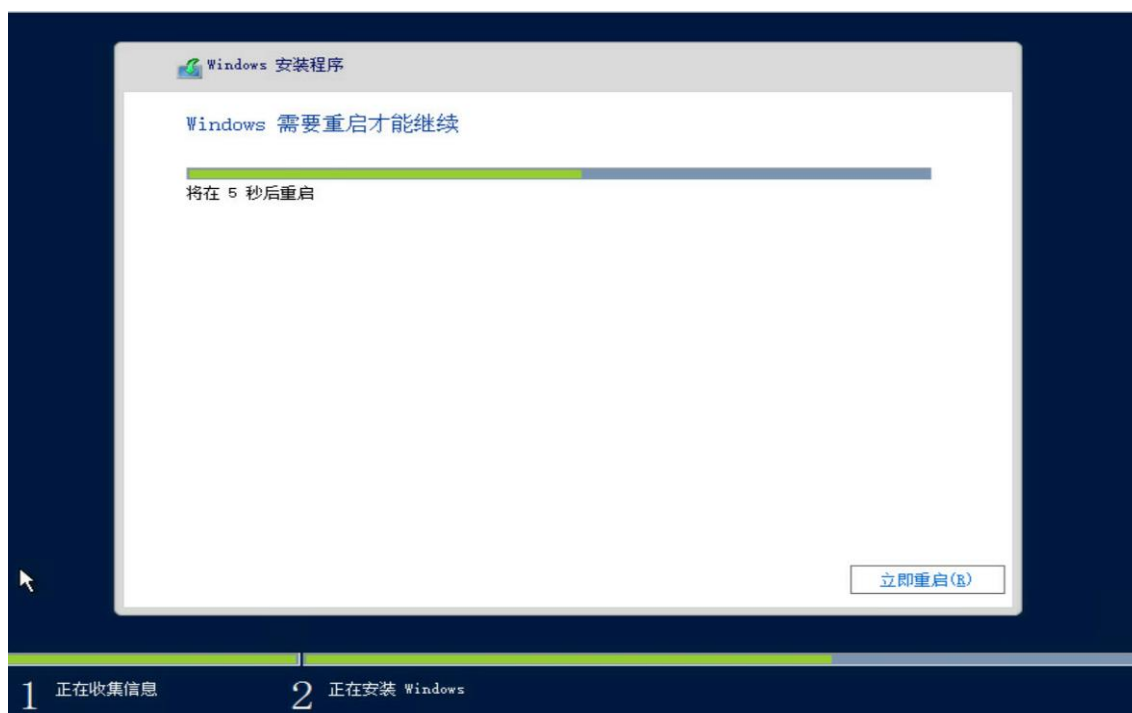 Windows 安装程序
Windows 需要重启才能继续
将在 5 秒后重启
立即重启(R)
1 正在收集信息
2 正在安装 Windows